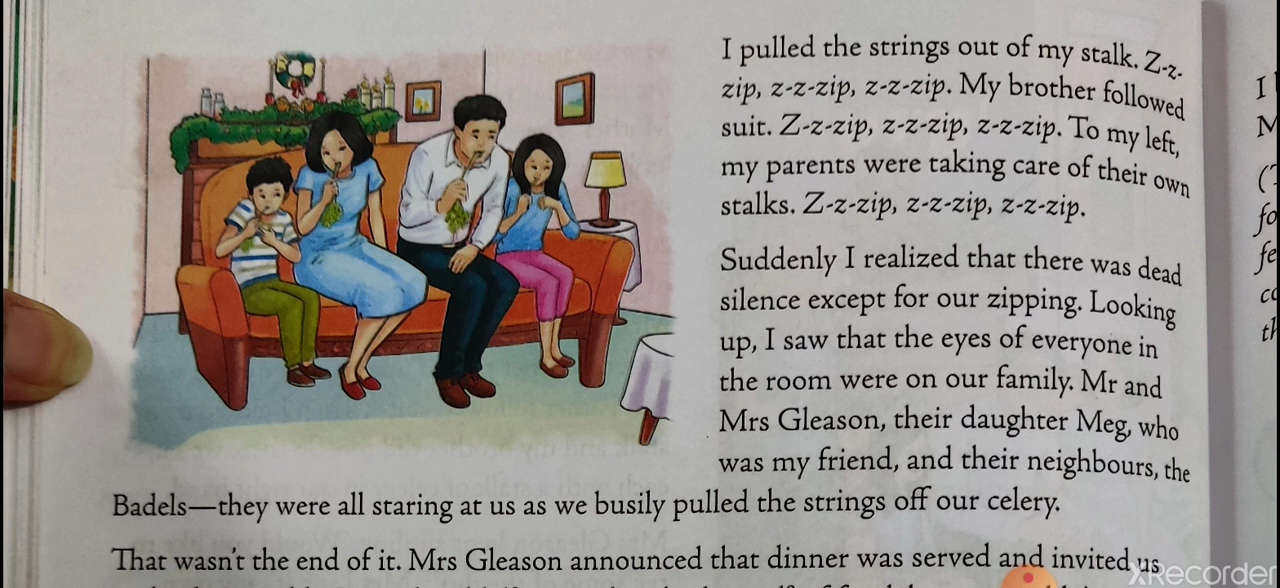 I pulled the strings out of my stalk. Z-z-
zip, z-z-zip, z-z-zip. My brother followed
suit. Z-z-zip, z-z-zip, z-z-zip. To my left,
my parents were taking care of their own
stalks. Z-z-zip, z-z-zip, z-z-zip.
Suddenly I realized that there was dead
silence except for our zipping. Looking
up, I saw that the eyes of everyone in
the room were on our family. Mr and
Mrs Gleason, their daughter Meg, who
was my friend, and their neighbours, the
Badels—they were all staring at us as we busily pulled the strings off our celery.
That wasn't the end of it. Mrs Gleason announced that dinner was served and invited us
XRecorder